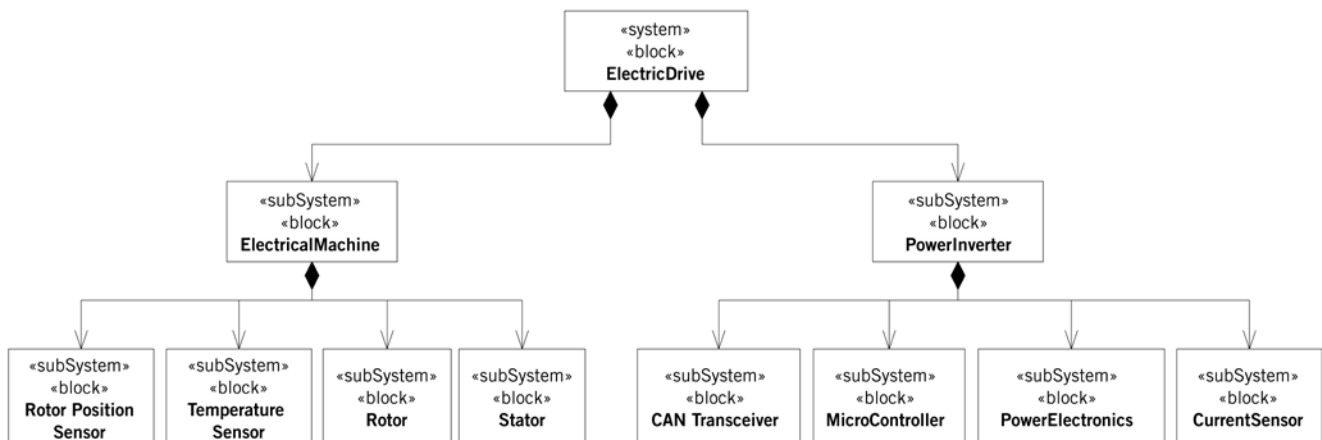 «system»
«block»
ElectricDrive
«subSystem»
«block»
ElectricalMachine
«subSystem»
«block»
PowerInverter
«subSystem»
«block»
Rotor Position
Sensor
«subSystem»
«block»
Temperature
Sensor
«subSystem»
«block»
Rotor
«subSystem»
«block»
Stator
«subSystem»
«block»
CAN Transceiver
«subSystem»
«block»
MicroController
«subSystem»
«block»
PowerElectronics
«subSystem»
«block»
CurrentSensor